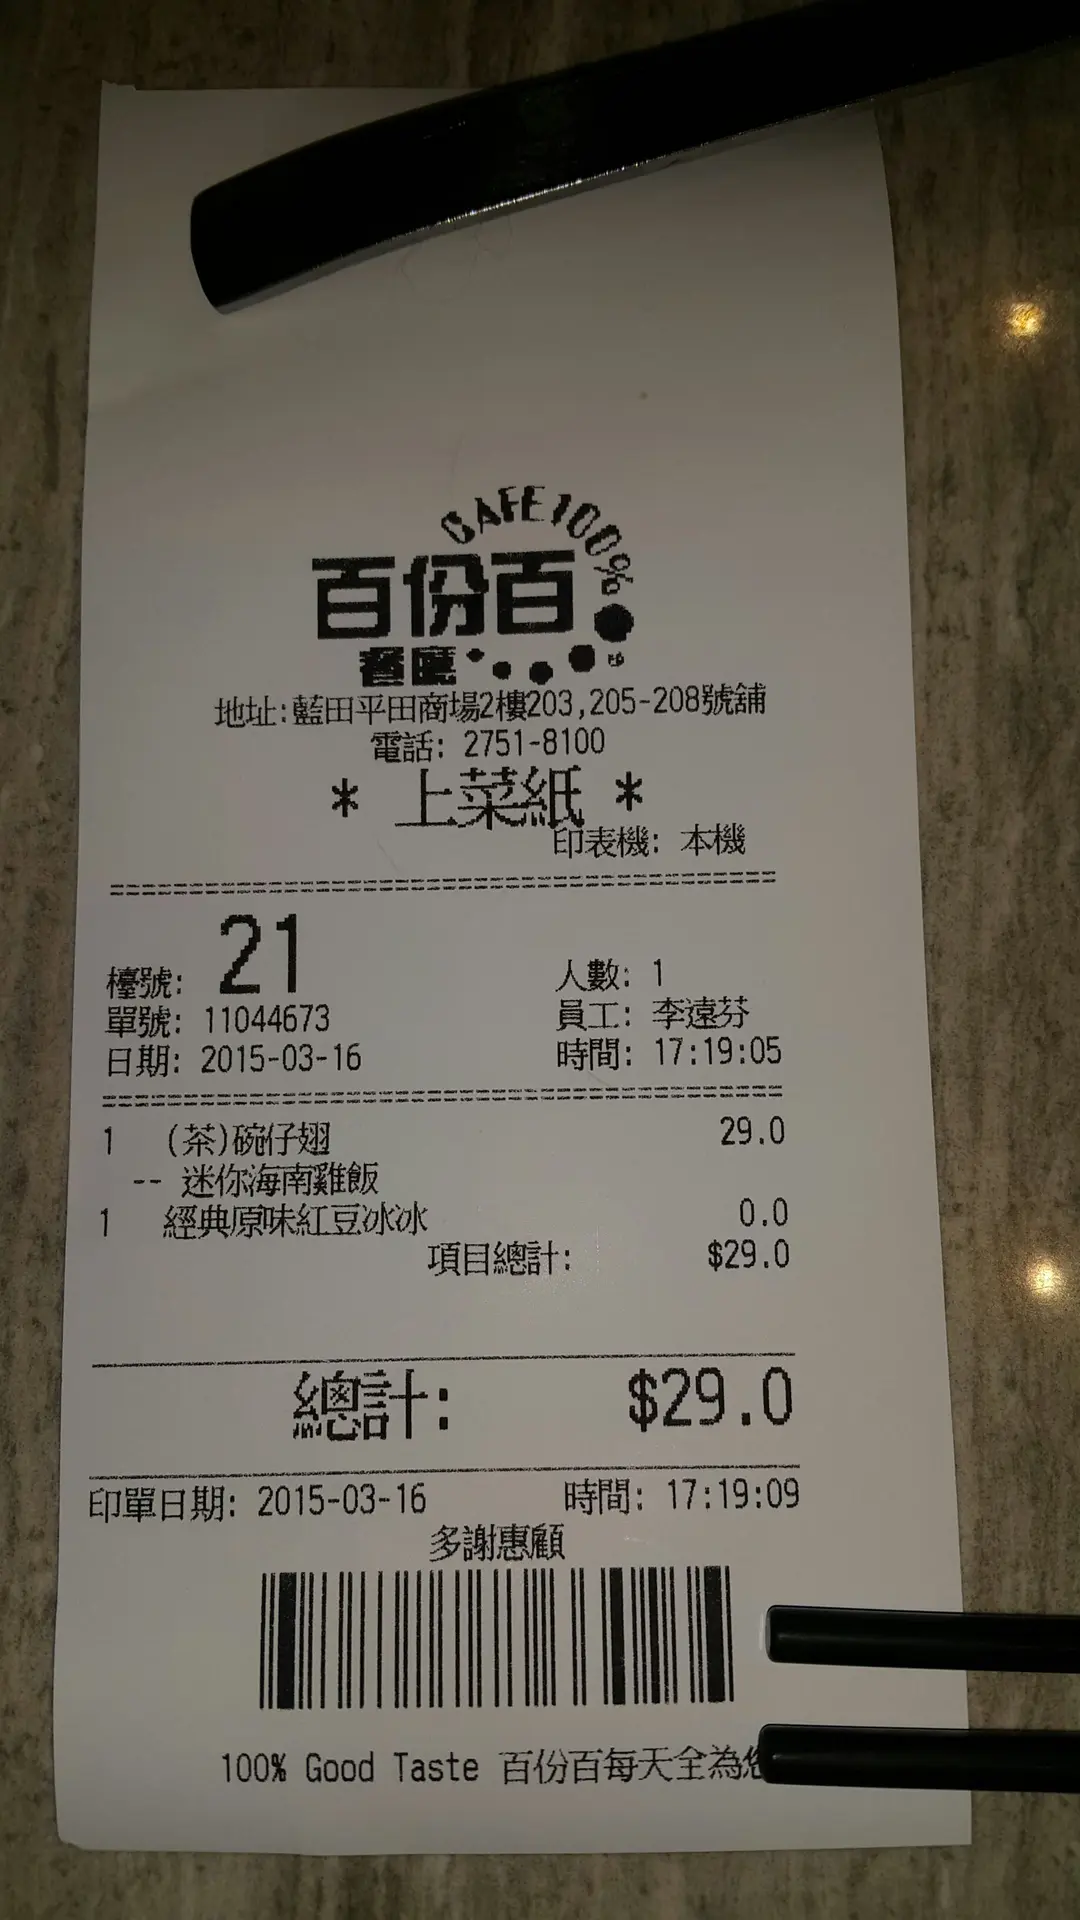 CAFE100%
百份百
餐廳
地址:藍田平田商場2樓203,205-208號舖
電話: 2751-8100
* 上菜紙 *
印表機: 本機
檯號: 21 人數: 1
單號: 11044673 員工: 李遠芬
日期: 2015-03-16 時間: 17:19:05
1 (茶)碗仔翅 29.0
-- 迷你海南雞飯
1 經典原味紅豆冰冰 0.0
項目總計: $29.0
總計: $29.0
印單日期: 2015-03-16 時間: 17:19:09
多謝惠顧
100% Good Taste 百份百每天全為您